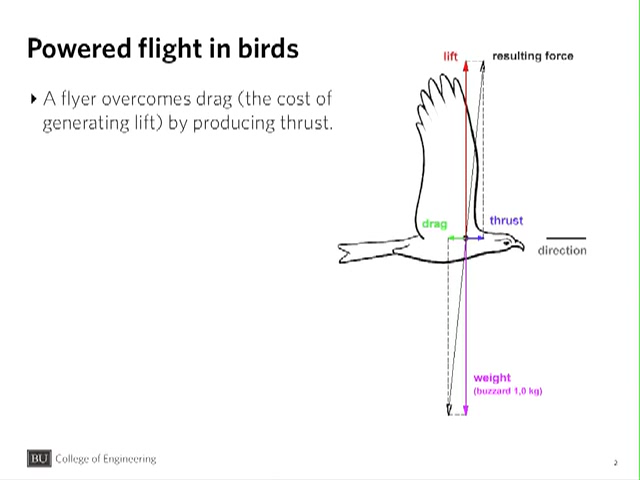 Powered flight in birds
A flyer overcomes drag (the cost of
generating lift) by producing thrust.
lift
resulting force
drag
thrust
direction
weight
(buzzard 1,0 kg)
BU College of Engineering
2